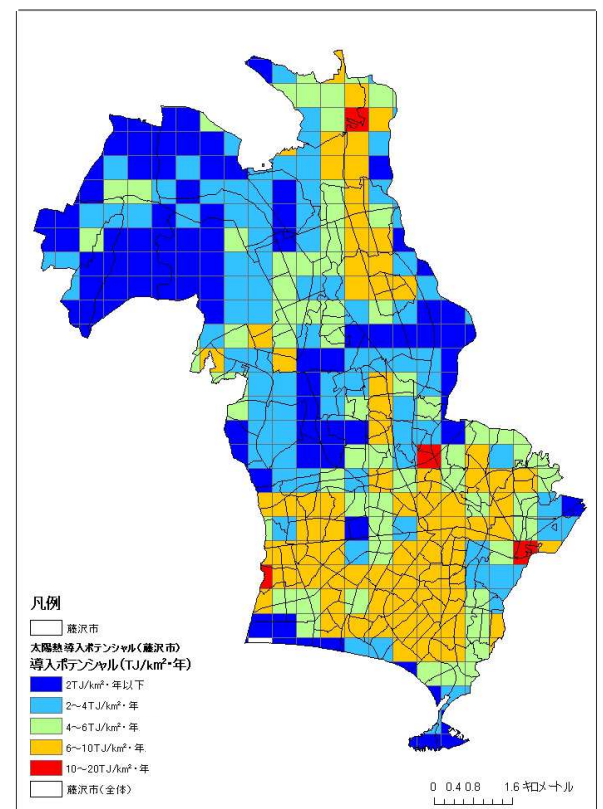 凡例
藤沢市
太陽熱導入ポテンシャル(藤沢市)
導入ポテンシャル(TJ/km²・年)
2TJ/km²・年以下
2～4TJ/km²・年
4～6TJ/km²・年
6～10TJ/km²・年
10～20TJ/km²・年
藤沢市(全体)
0 0.4 0.8 1.6 キロメートル